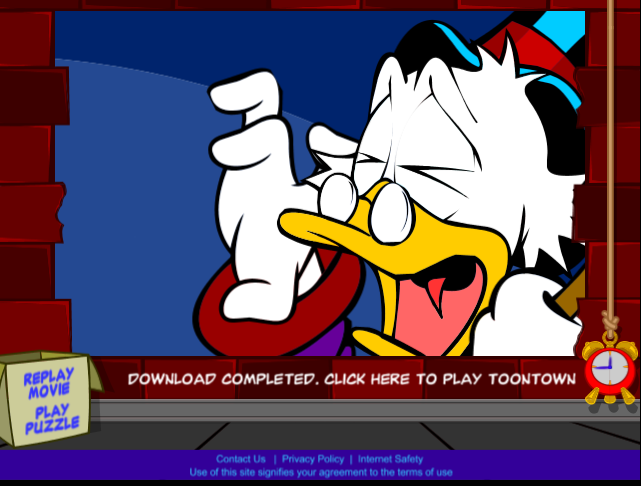 DOWNLOAD COMPLETED. CLICK HERE TO PLAY TOONTOWN
REPLAY
MOVIE
PLAY
PUZZLE
Contact Us | Privacy Policy | Internet Safety
Use of this site signifies your agreement to the terms of use